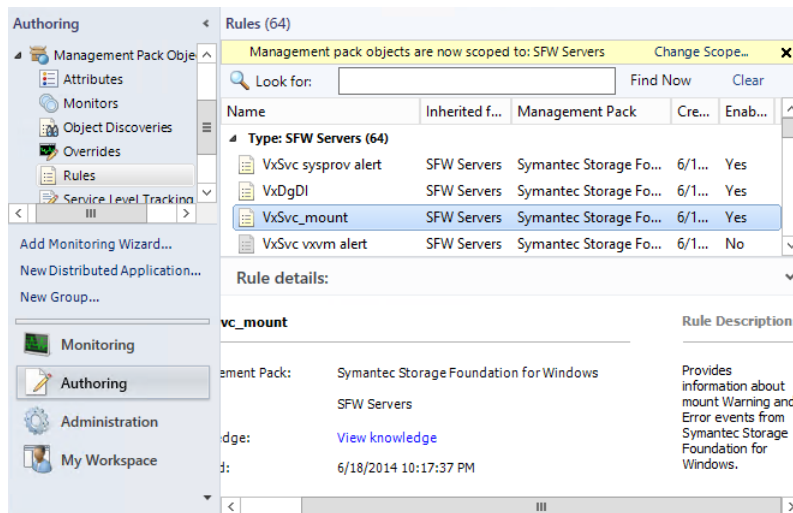 Authoring
Management Pack Obje
Attributes
Monitors
Object Discoveries
Overrides
Rules
Service Level Tracking
Add Monitoring Wizard...
New Distributed Application...
New Group...
Monitoring
Authoring
Administration
My Workspace
Rules (64)
Management pack objects are now scoped to: SFW Servers Change Scope...
Look for: Find Now Clear
Name Inherited f... Management Pack Cre... Enab...
Type: SFW Servers (64)
VxSvc sysprov alert SFW Servers Symantec Storage Fo... 6/1... Yes
VxDgDI SFW Servers Symantec Storage Fo... 6/1... Yes
VxSvc_mount SFW Servers Symantec Storage Fo... 6/1... Yes
VxSvc vxvm alert SFW Servers Symantec Storage Fo... 6/1... No
Rule details:
vc_mount
ement Pack: Symantec Storage Foundation for Windows
SFW Servers
dge: View knowledge
d: 6/18/2014 10:17:37 PM
Rule Description
Provides
information about
mount Warning and
Error events from
Symantec Storage
Foundation for
Windows.